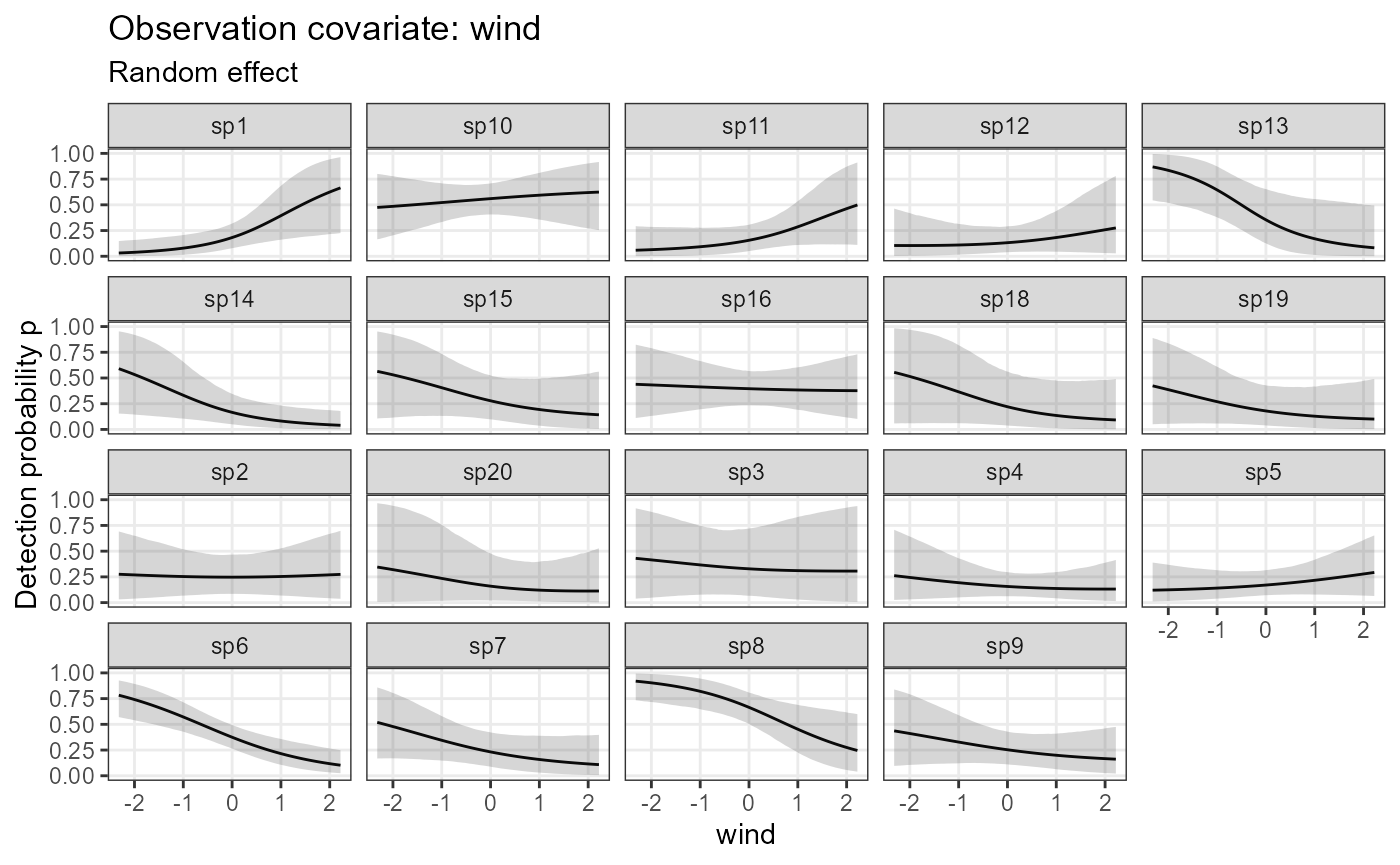 Observation covariate: wind
Random effect
sp1 sp10 sp11 sp12 sp13
1.00
0.75
0.50
0.25
0.00
sp14 sp15 sp16 sp18 sp19
1.00
0.75
0.50
0.25
0.00
Detection probability p
sp2 sp20 sp3 sp4 sp5
1.00
0.75
0.50
0.25
0.00
-2 -1 0 1 2
sp6 sp7 sp8 sp9
1.00
0.75
0.50
0.25
0.00
-2 -1 0 1 2 -2 -1 0 1 2 -2 -1 0 1 2 -2 -1 0 1 2
wind